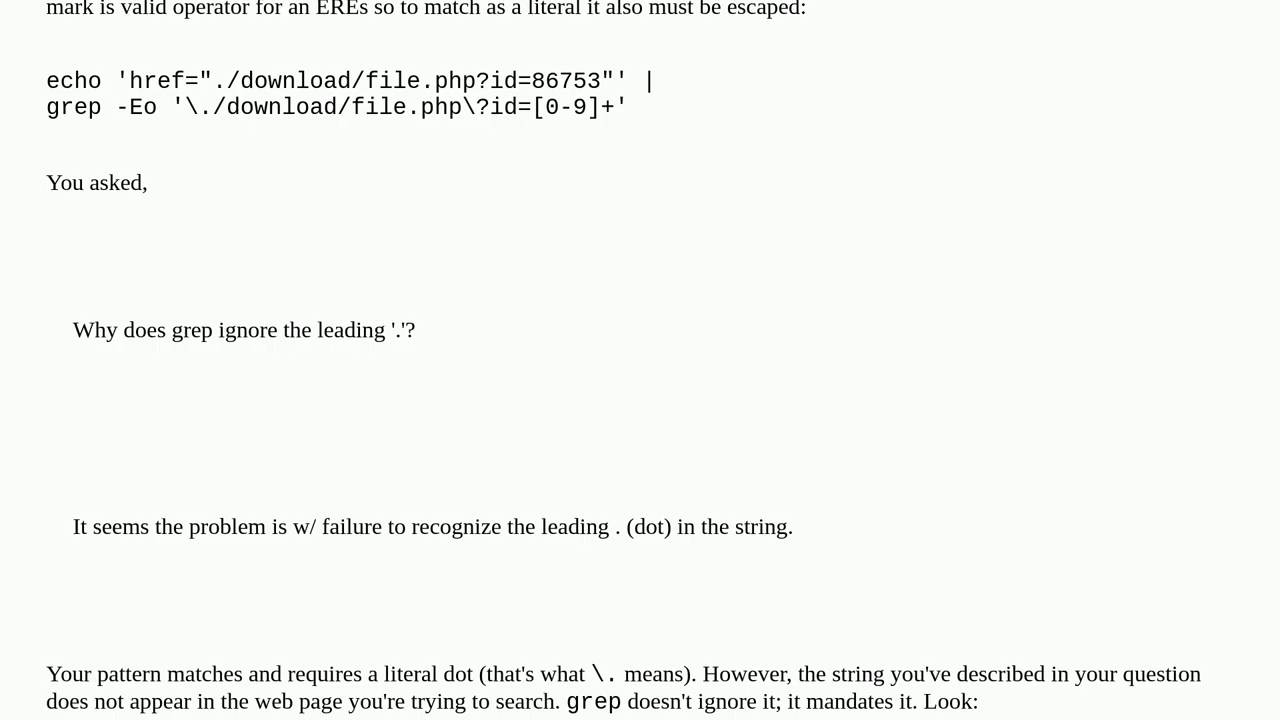 mark is valid operator for an EREs so to match as a literal it also must be escaped:
echo 'href="./download/file.php?id=86753"' |
grep -Eo '\./download/file.php\?id=[0-9]+'
You asked,
Why does grep ignore the leading '.'?
It seems the problem is w/ failure to recognize the leading . (dot) in the string.
Your pattern matches and requires a literal dot (that's what \. means). However, the string you've described in your question
does not appear in the web page you're trying to search. grep doesn't ignore it; it mandates it. Look: